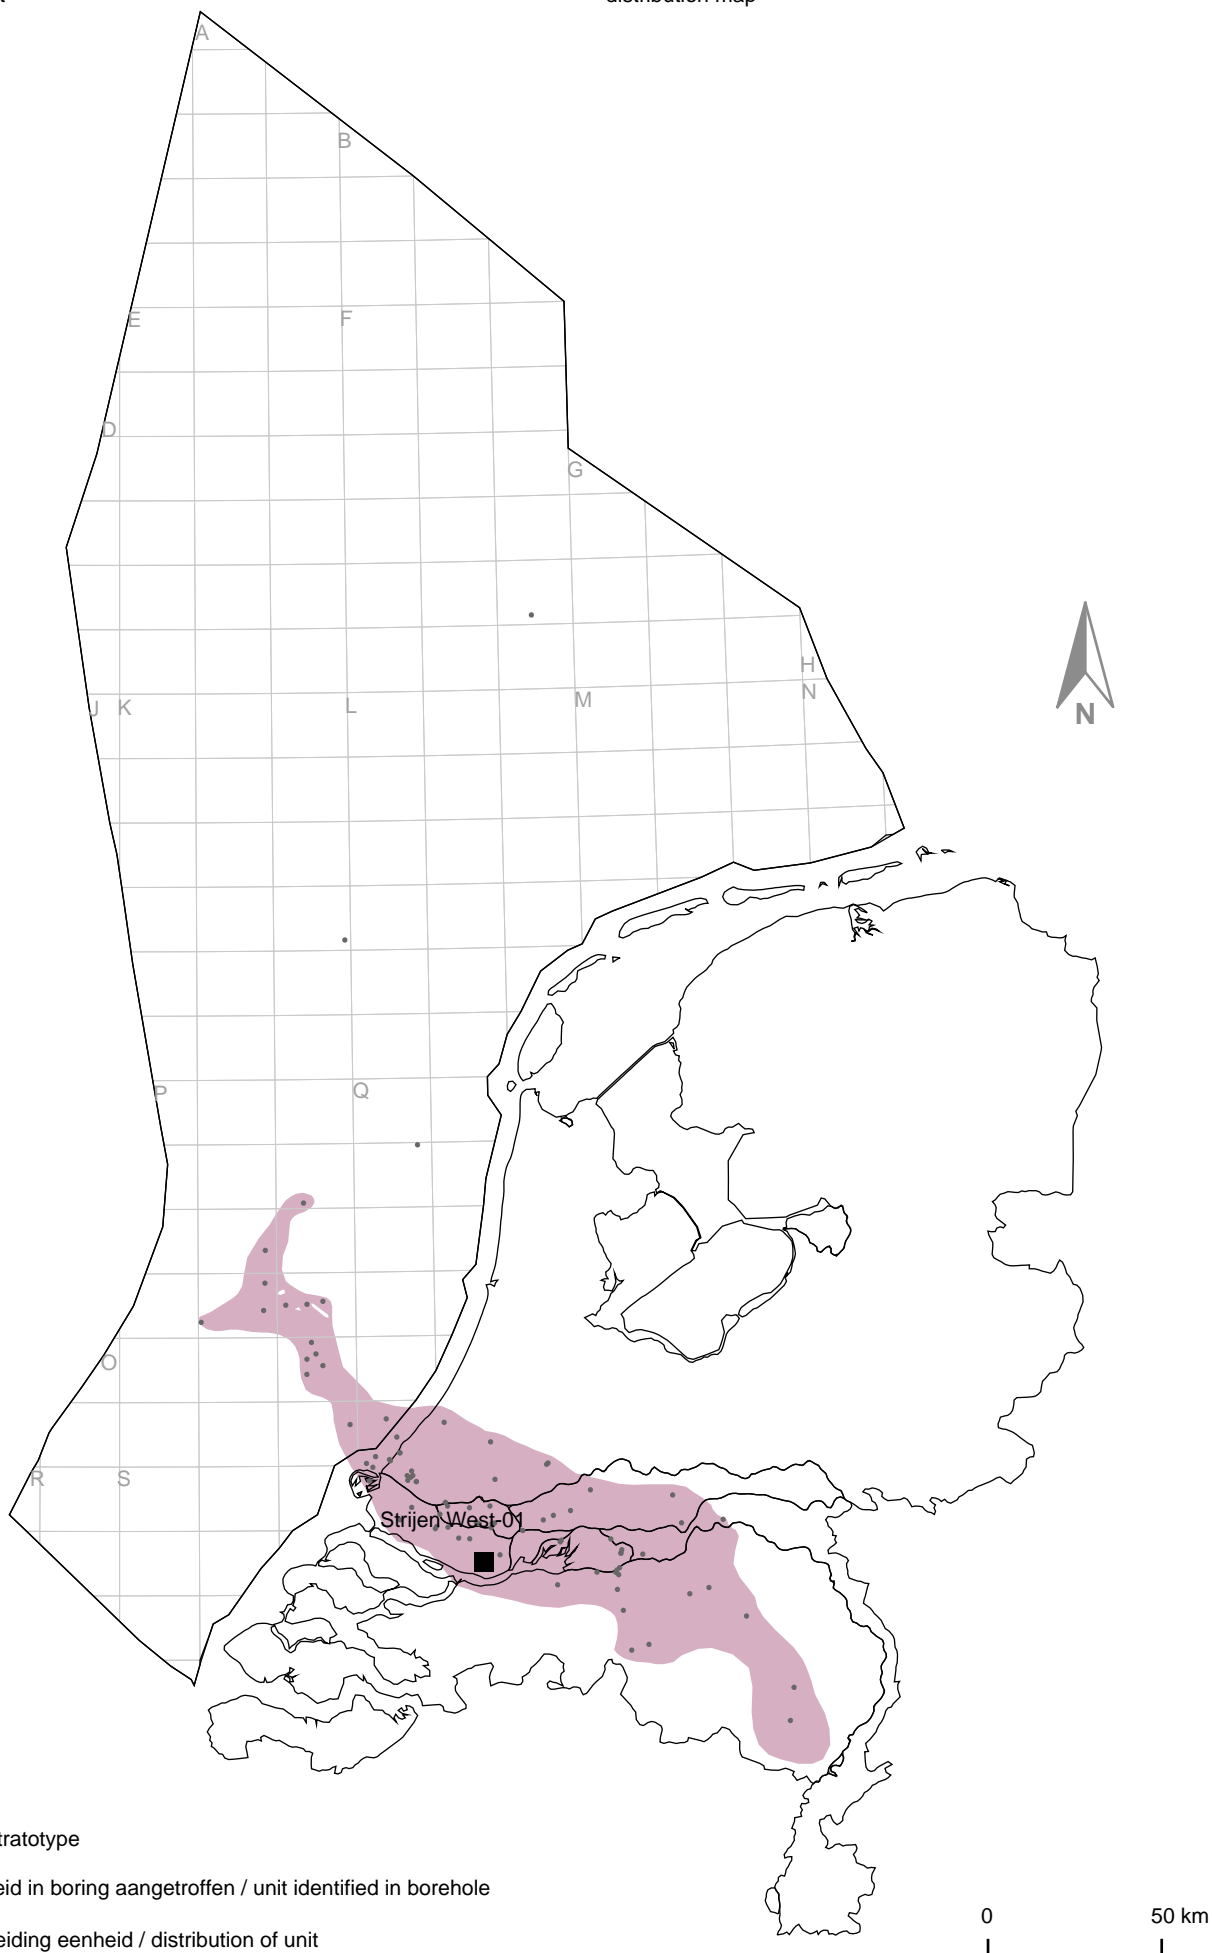 distribution map
A
B
E
F
D
G
H
J K
L
M
N
P
Q
O
R
S
N
Strijen West-01
tratotype
eid in boring aangetroffen / unit identified in borehole
eiding eenheid / distribution of unit
0
50 km